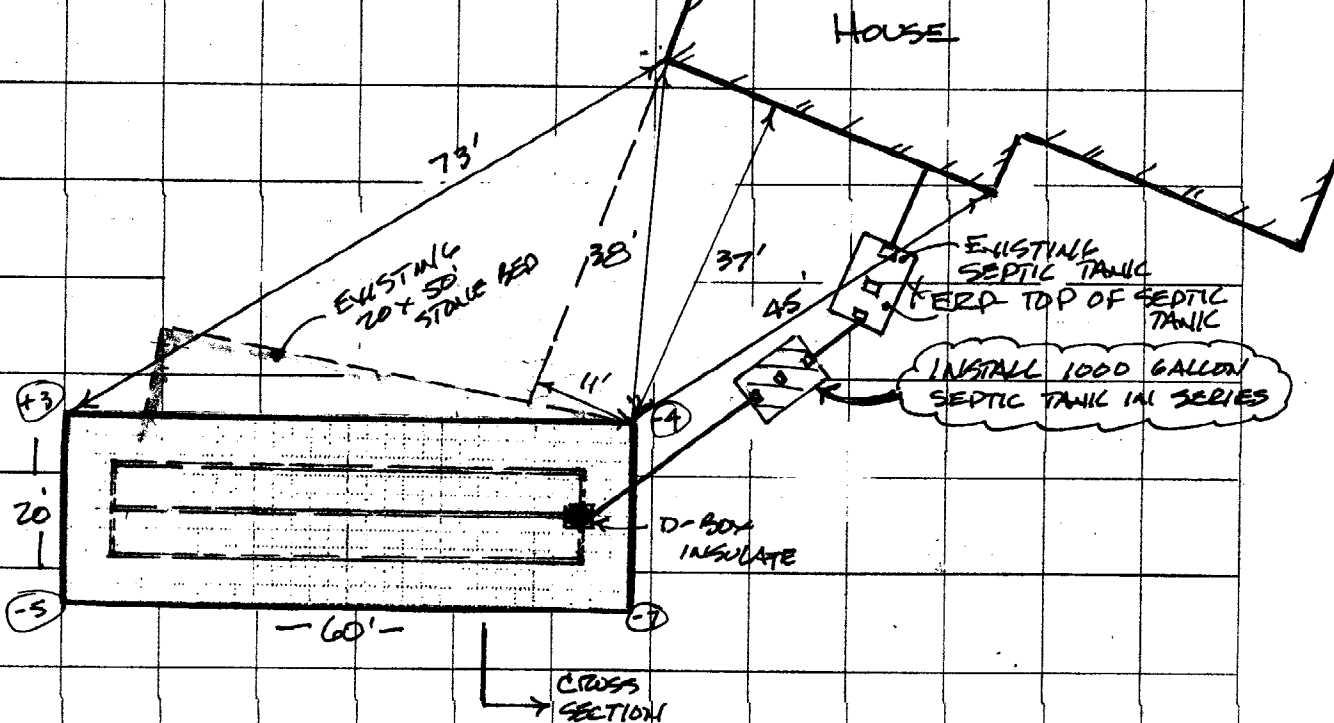 HOUSE
73'
38'
37'
45'
11'
EXISTING
20 x 50'
STONE BED
EXISTING
SEPTIC TANK
ERP TOP OF SEPTIC
TANK
INSTALL 1000 GALLON
SEPTIC TANK IN SERIES
+3
-4
20'
D-BOX
INSULATE
-5
-60'-
-7
CROSS
SECTION